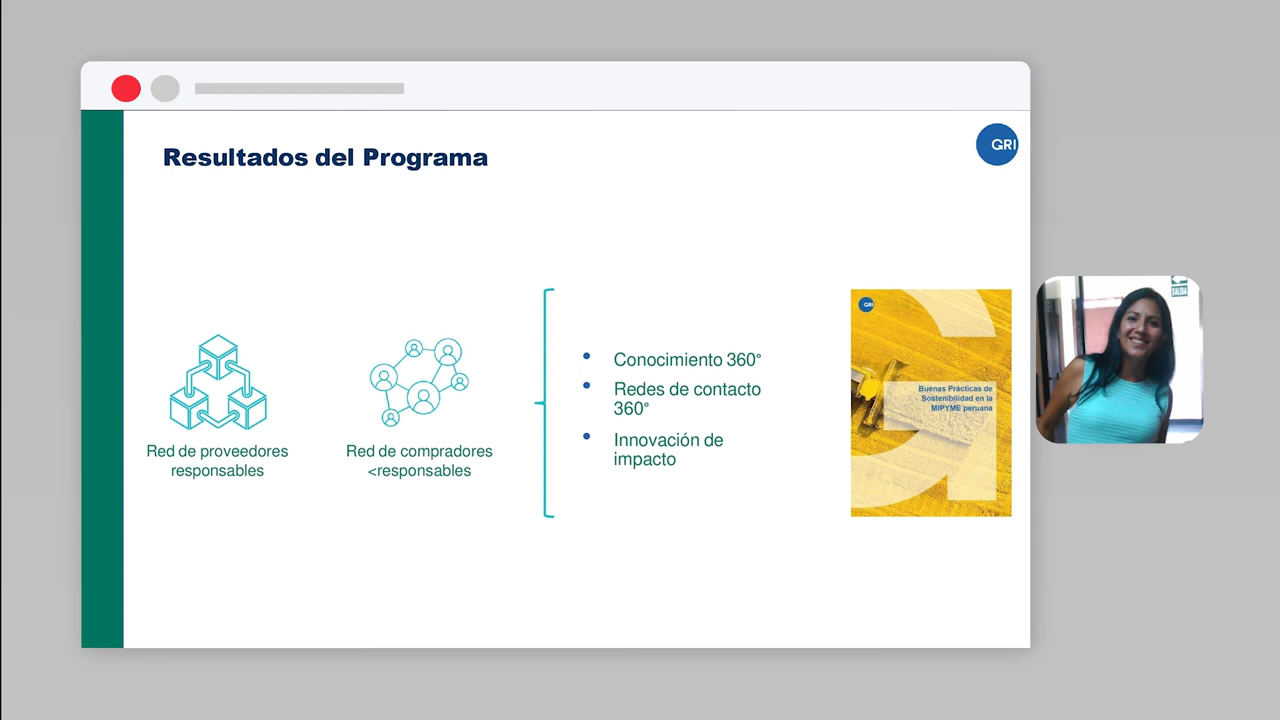 Resultados del Programa
GRI
Red de proveedores
responsables
Red de compradores
<responsables
• Conocimiento 360°
• Redes de contacto
360°
• Innovación de
impacto
GRI
Buenas Prácticas de
Sostenibilidad en la
MIPYME peruana
SALIDA